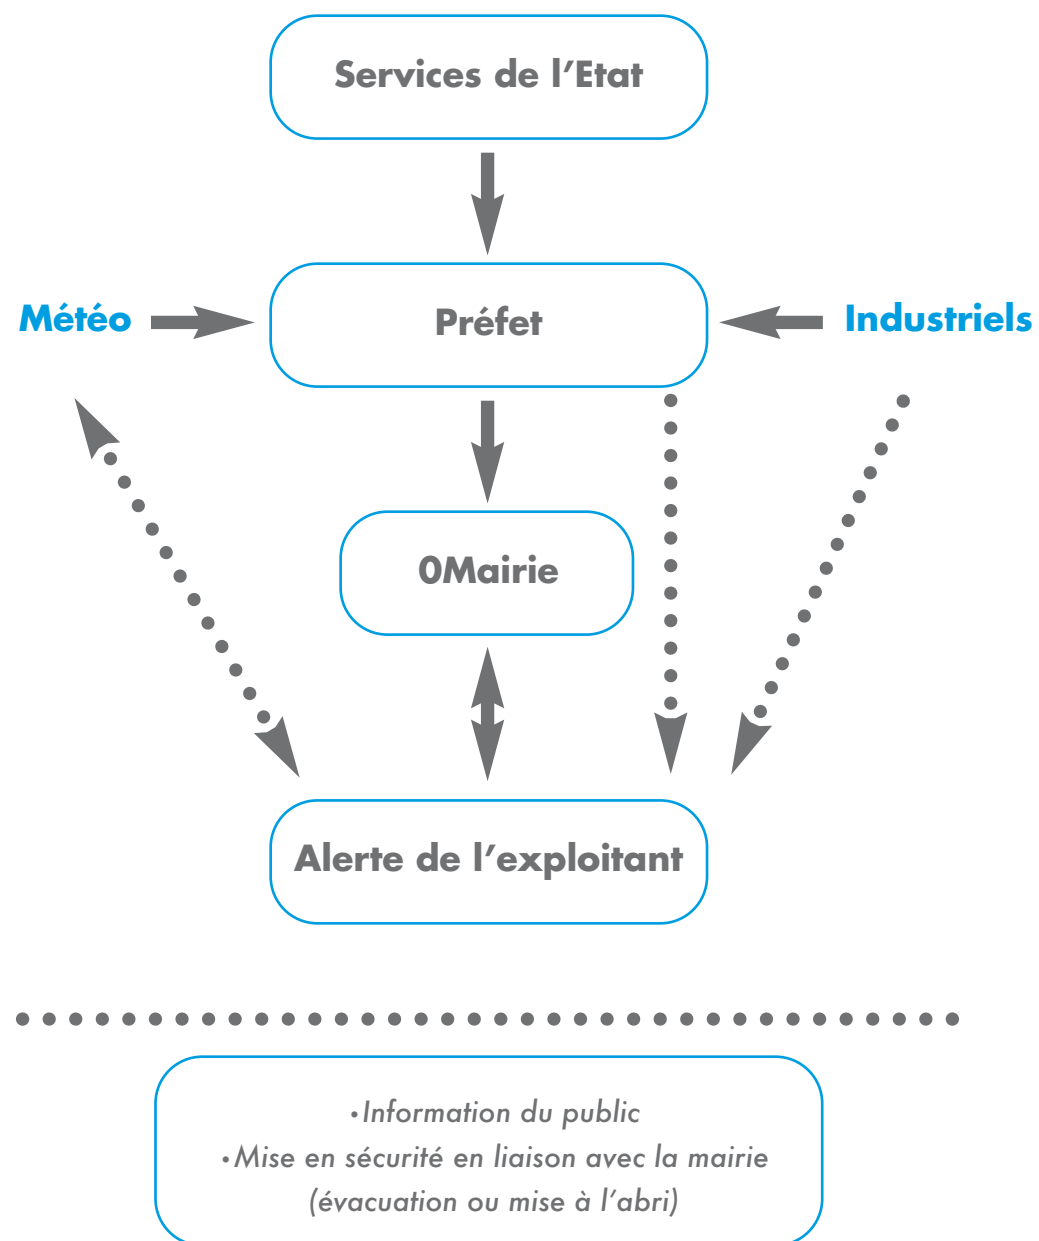 Services de l’Etat
Météo
Préfet
Industriels
0Mairie
Alerte de l’exploitant
•Information du public
•Mise en sécurité en liaison avec la mairie
(évacuation ou mise à l’abri)